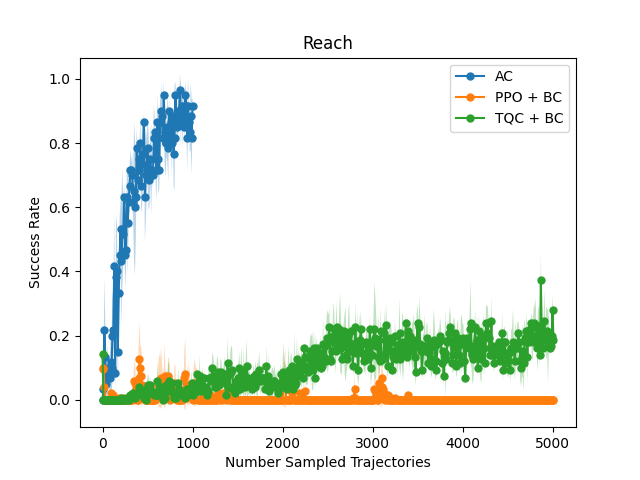 Reach
AC
PPO + BC
TQC + BC
1.0
0.8
0.6
0.4
0.2
0.0
Success Rate
0
1000
2000
3000
4000
5000
Number Sampled Trajectories